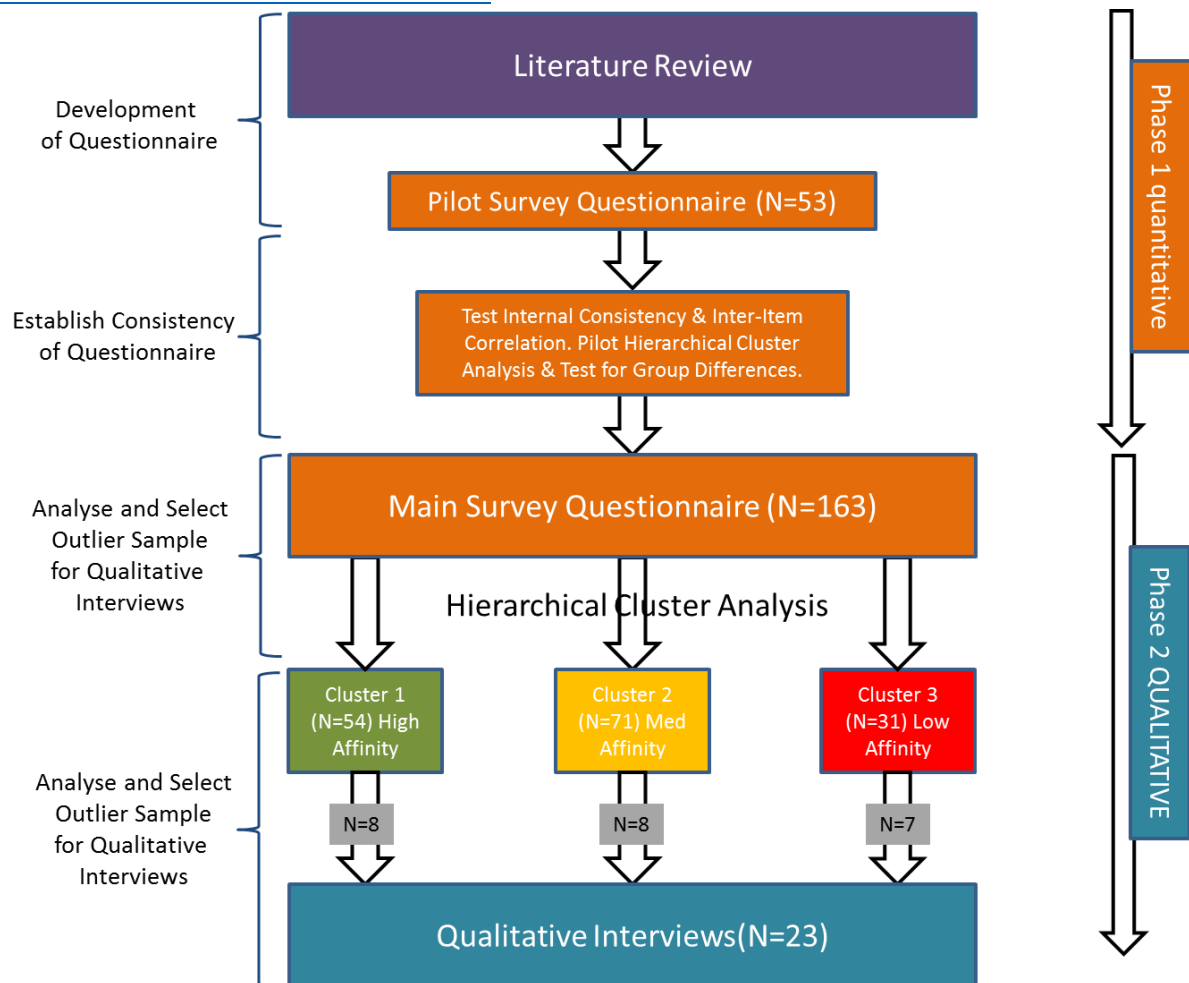 Literature Review
Development
of Questionnaire
Pilot Survey Questionnaire (N=53)
Phase 1 quantitative
Establish Consistency
of Questionnaire
Test Internal Consistency & Inter-Item
Correlation. Pilot Hierarchical Cluster
Analysis & Test for Group Differences.
Main Survey Questionnaire (N=163)
Analyse and Select
Outlier Sample
for Qualitative
Interviews
Hierarchical Cluster Analysis
Phase 2 QUALITATIVE
Cluster 1
(N=54) High
Affinity
Cluster 2
(N=71) Med
Affinity
Cluster 3
(N=31) Low
Affinity
Analyse and Select
Outlier Sample
for Qualitative
Interviews
N=8
N=8
N=7
Qualitative Interviews(N=23)